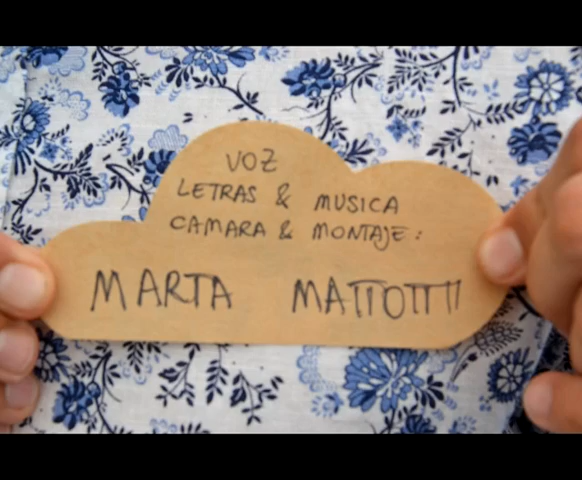 VOZ
LETRAS & MUSICA
CAMARA & MONTAJE:
MARTA MATTOTTI